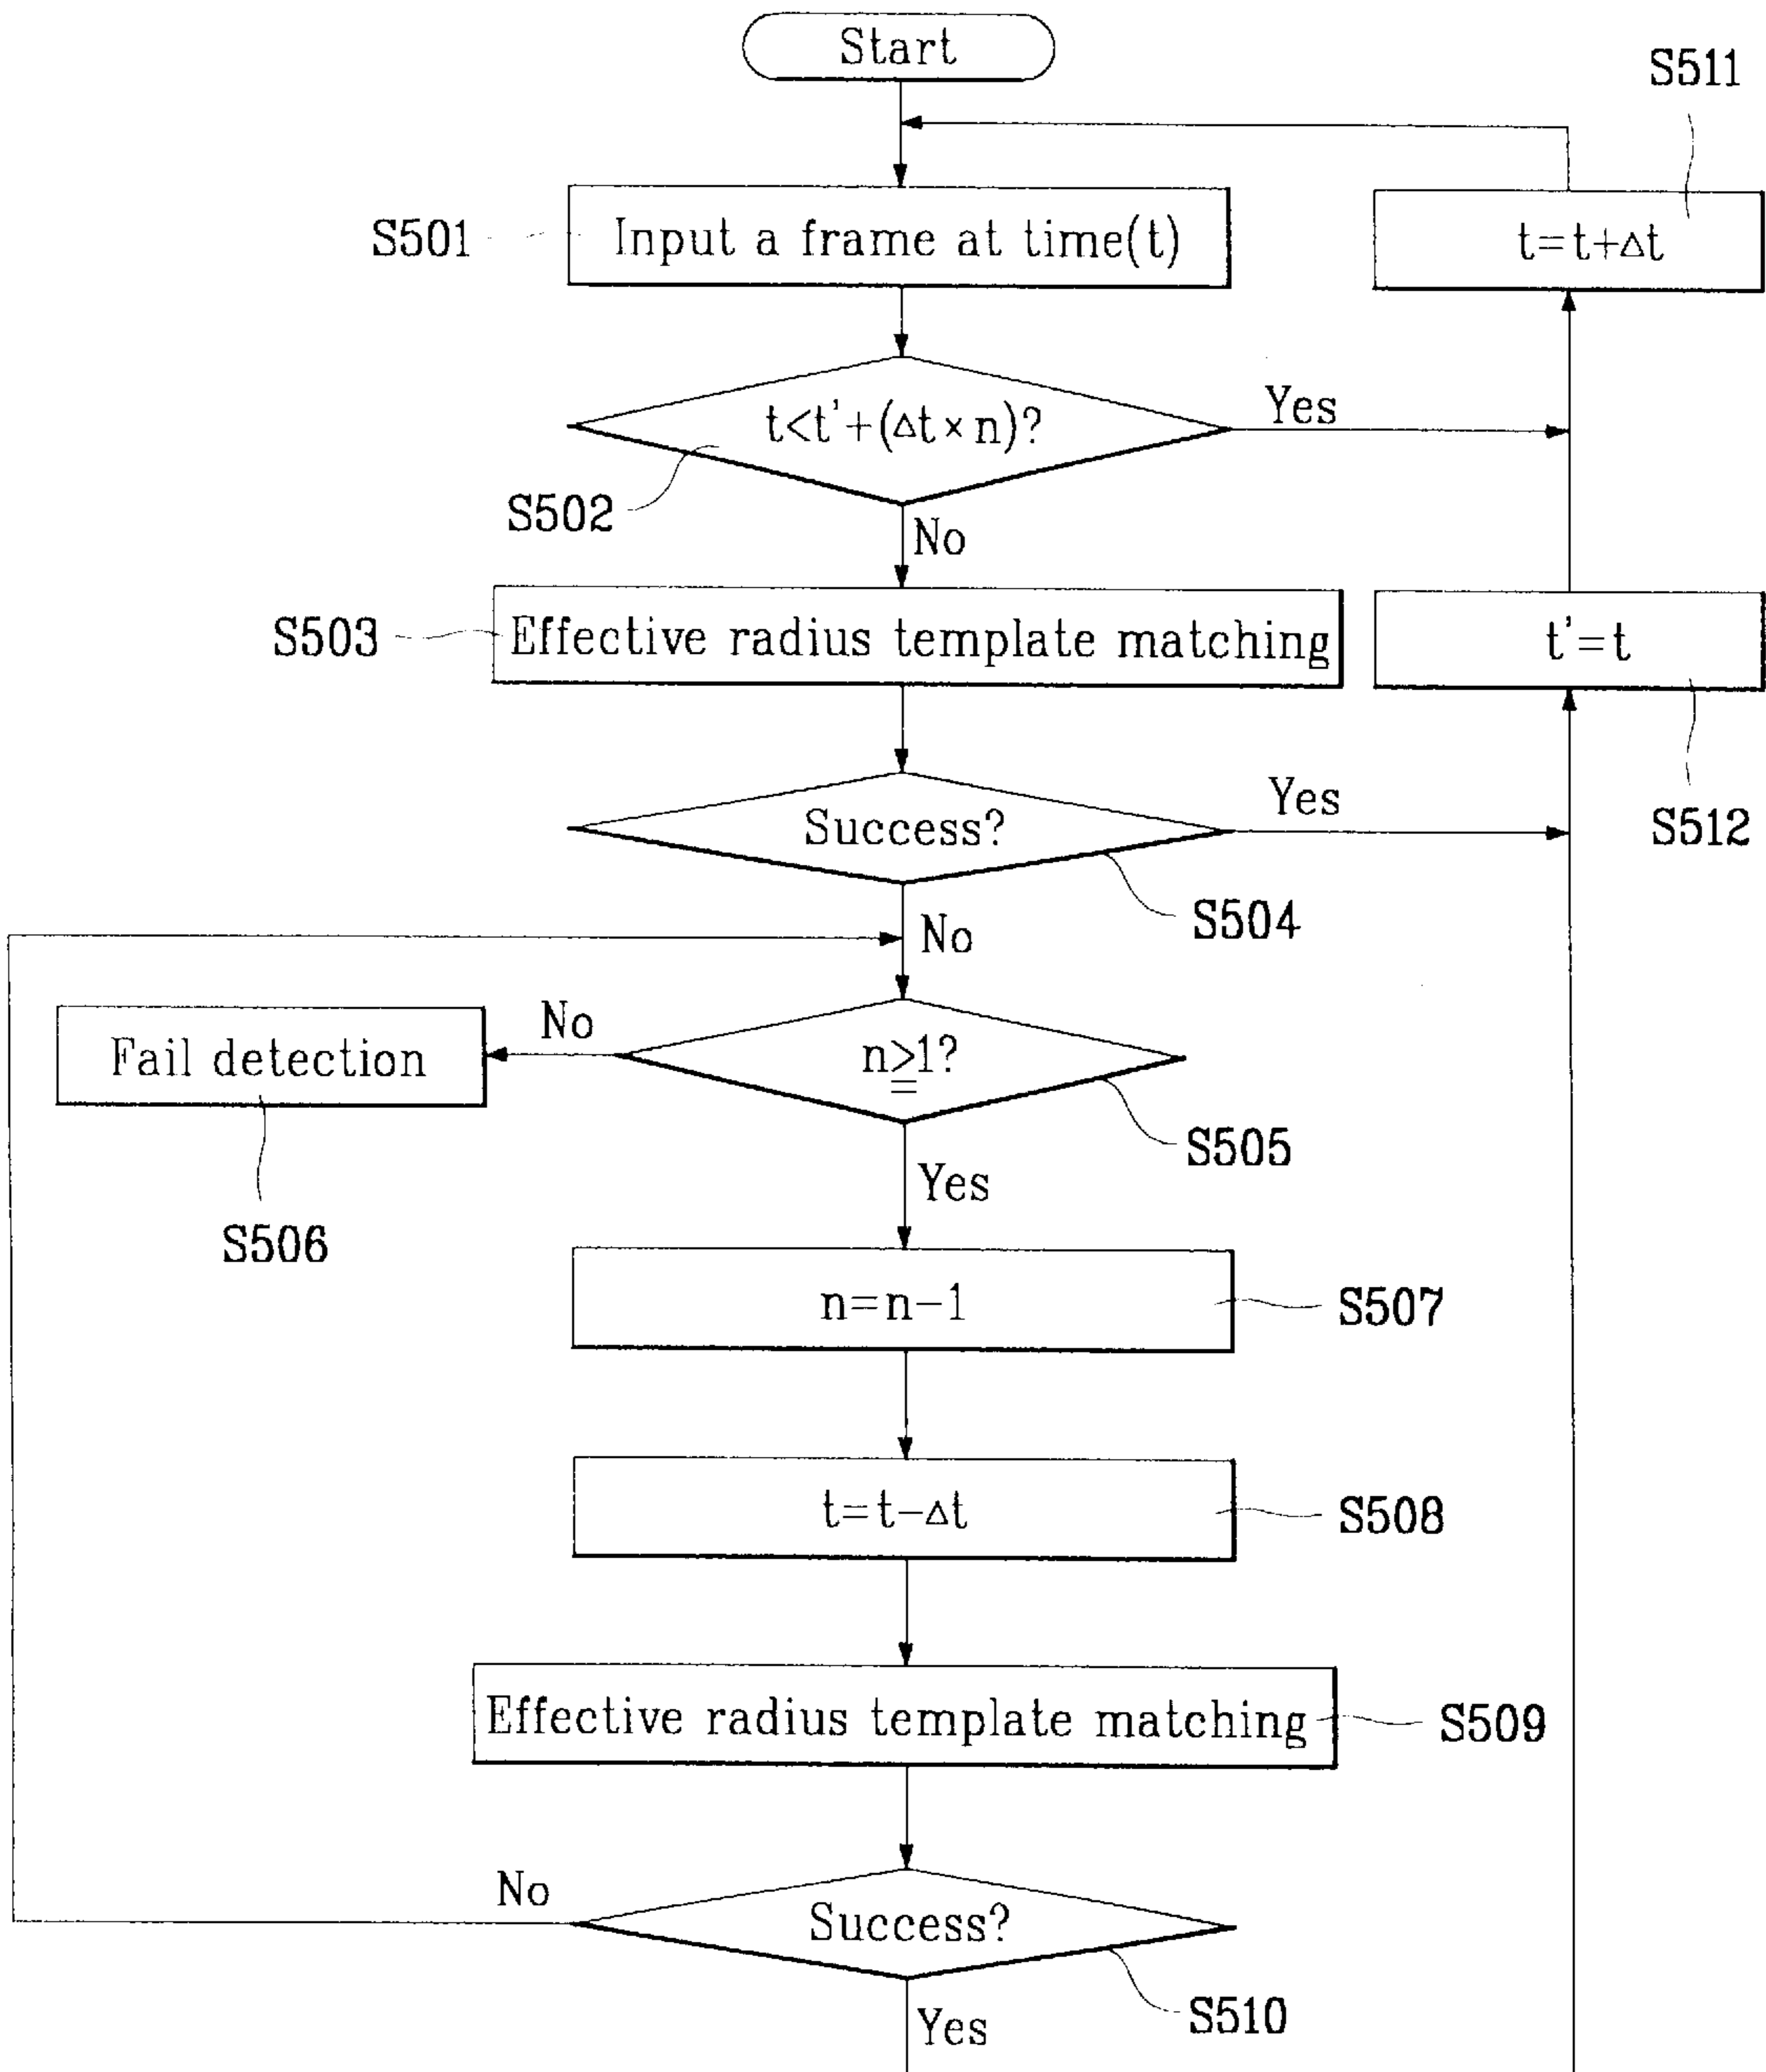 Start
S511
S501
Input a frame at time(t)
t=t+Δt
t<t'+(Δt×n)?
Yes
S502
No
S503
Effective radius template matching
t'=t
Success?
Yes
S512
S504
No
Fail detection
No
n≧1?
S505
Yes
S506
n=n-1
S507
t=t-Δt
S508
Effective radius template matching
S509
No
Success?
S510
Yes